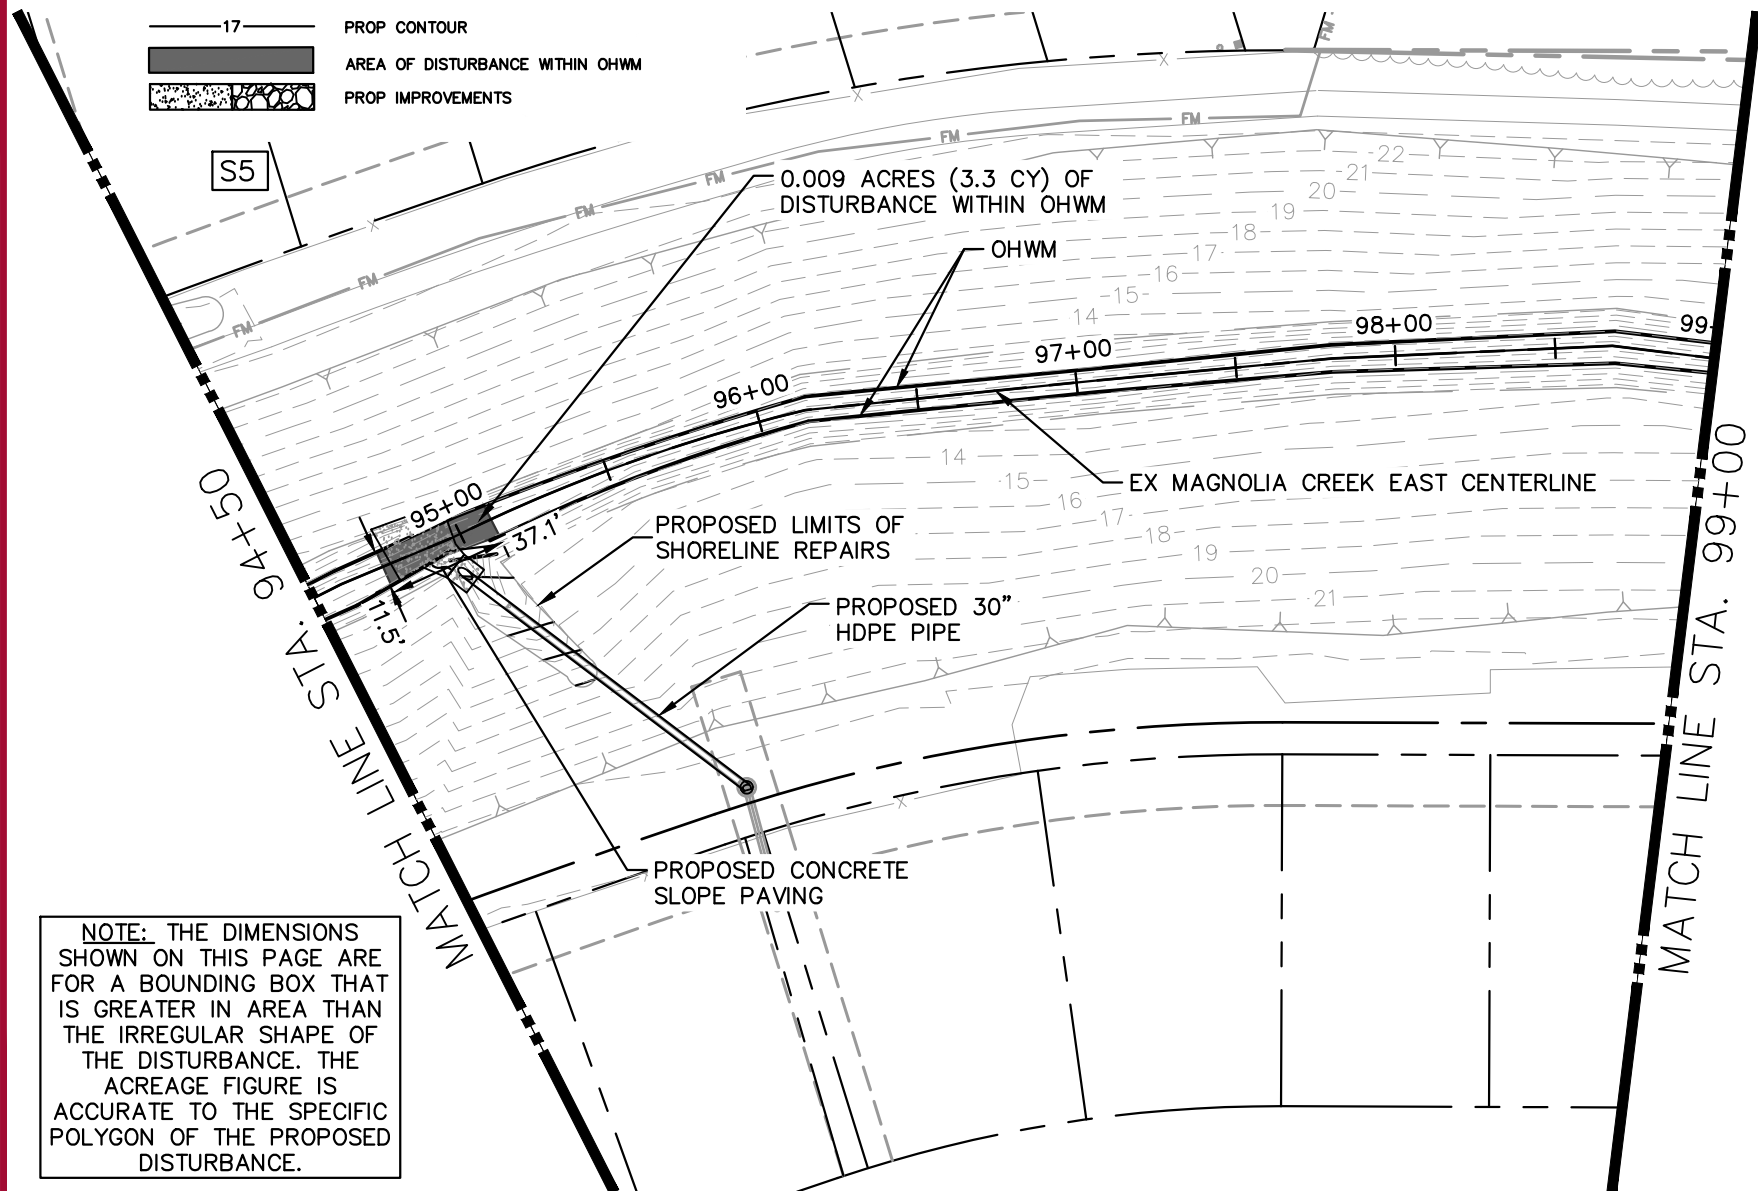 17 PROP CONTOUR
AREA OF DISTURBANCE WITHIN OHWM
PROP IMPROVEMENTS
S5
FM
FM
FM
FM
FM
FM
FM
X
X
X
X
0.009 ACRES (3.3 CY) OF
DISTURBANCE WITHIN OHWM
OHWM
22
21
20
19
18
17
16
15
14
95+00
96+00
97+00
98+00
99+
14
15
16
17
18
19
20
21
EX MAGNOLIA CREEK EAST CENTERLINE
37.1'
11.5'
PROPOSED LIMITS OF
SHORELINE REPAIRS
PROPOSED 30"
HDPE PIPE
PROPOSED CONCRETE
SLOPE PAVING
MATCH LINE STA. 94+50
MATCH LINE STA. 99+00
NOTE: THE DIMENSIONS
SHOWN ON THIS PAGE ARE
FOR A BOUNDING BOX THAT
IS GREATER IN AREA THAN
THE IRREGULAR SHAPE OF
THE DISTURBANCE. THE
ACREAGE FIGURE IS
ACCURATE TO THE SPECIFIC
POLYGON OF THE PROPOSED
DISTURBANCE.